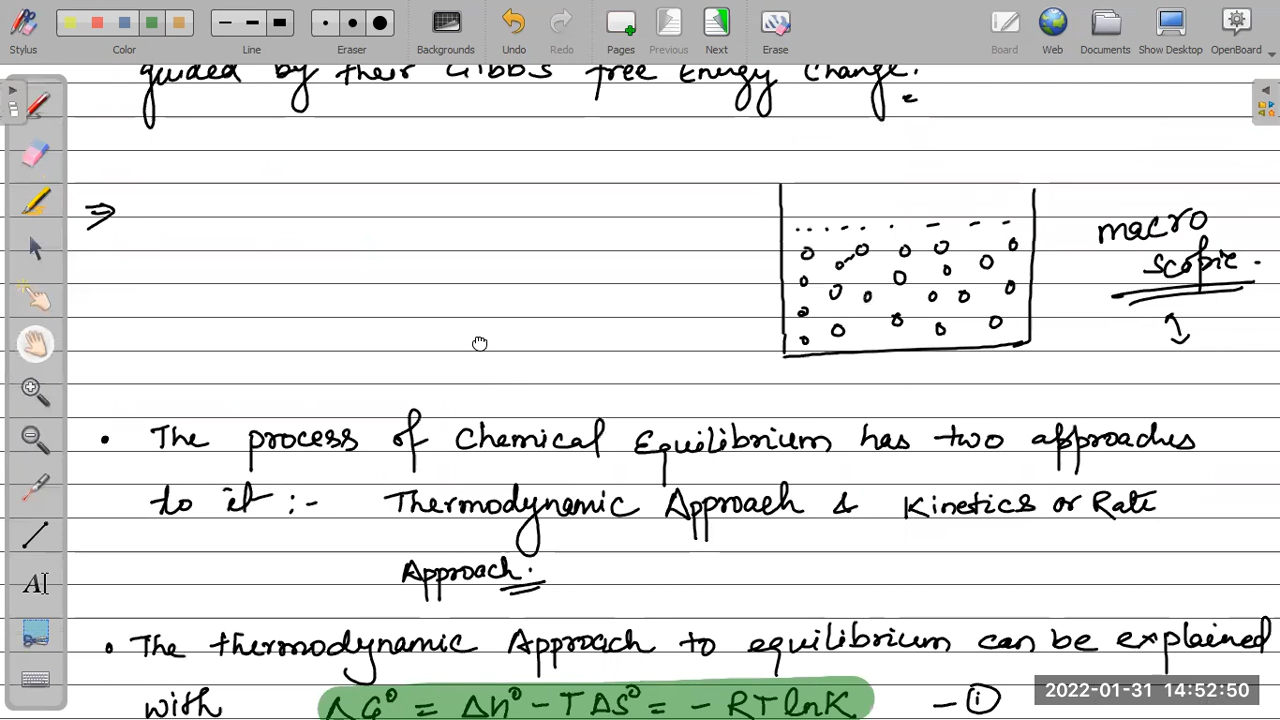 Stylus Color Line Eraser Backgrounds Undo Redo Pages Previous Next Erase Board Web Documents Show Desktop OpenBoard
guided by their Gibbs free Energy Change.
⇒
macro
scopic.
• The process of Chemical Equilibrium has two approaches
to it :- Thermodynamic Approach & Kinetics or Rate
Approach.
• The thermodynamic Approach to equilibrium can be explained
with ΔG° = ΔH° - TΔS° = - RT lnK - ①
2022-01-31 14:52:50